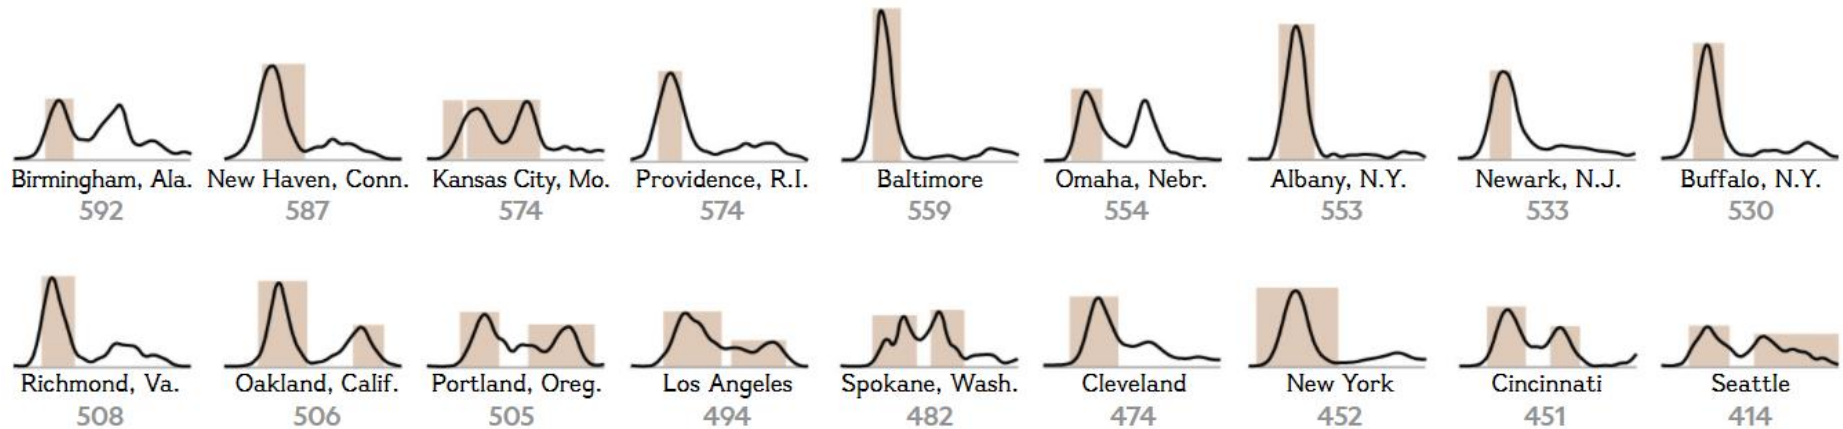 Birmingham, Ala. New Haven, Conn. Kansas City, Mo. Providence, R.I. Baltimore Omaha, Nebr. Albany, N.Y. Newark, N.J. Buffalo, N.Y.
592 587 574 574 559 554 553 533 530
Richmond, Va. Oakland, Calif. Portland, Oreg. Los Angeles Spokane, Wash. Cleveland New York Cincinnati Seattle
508 506 505 494 482 474 452 451 414